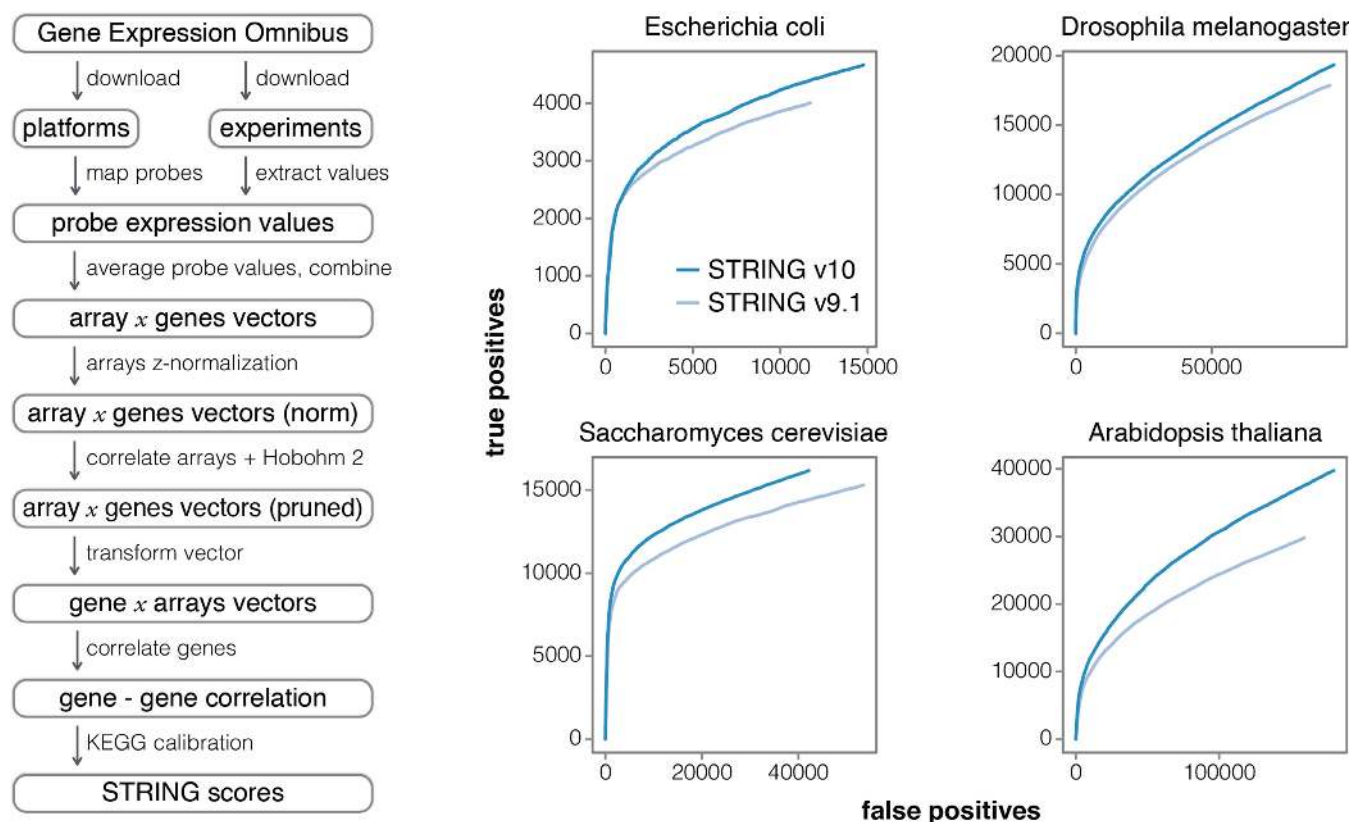 Gene Expression Omnibus
download
download
platforms
experiments
map probes
extract values
probe expression values
average probe values, combine
array x genes vectors
arrays z-normalization
array x genes vectors (norm)
correlate arrays + Hobohm 2
array x genes vectors (pruned)
transform vector
gene x arrays vectors
correlate genes
gene - gene correlation
KEGG calibration
STRING scores
true positives
Escherichia coli
4000
3000
2000
1000
0
STRING v10
STRING v9.1
0 5000 10000 15000
Drosophila melanogaster
20000
15000
10000
5000
0
0 50000
Saccharomyces cerevisiae
15000
10000
5000
0
0 20000 40000
Arabidopsis thaliana
40000
30000
20000
10000
0
0 100000
false positives